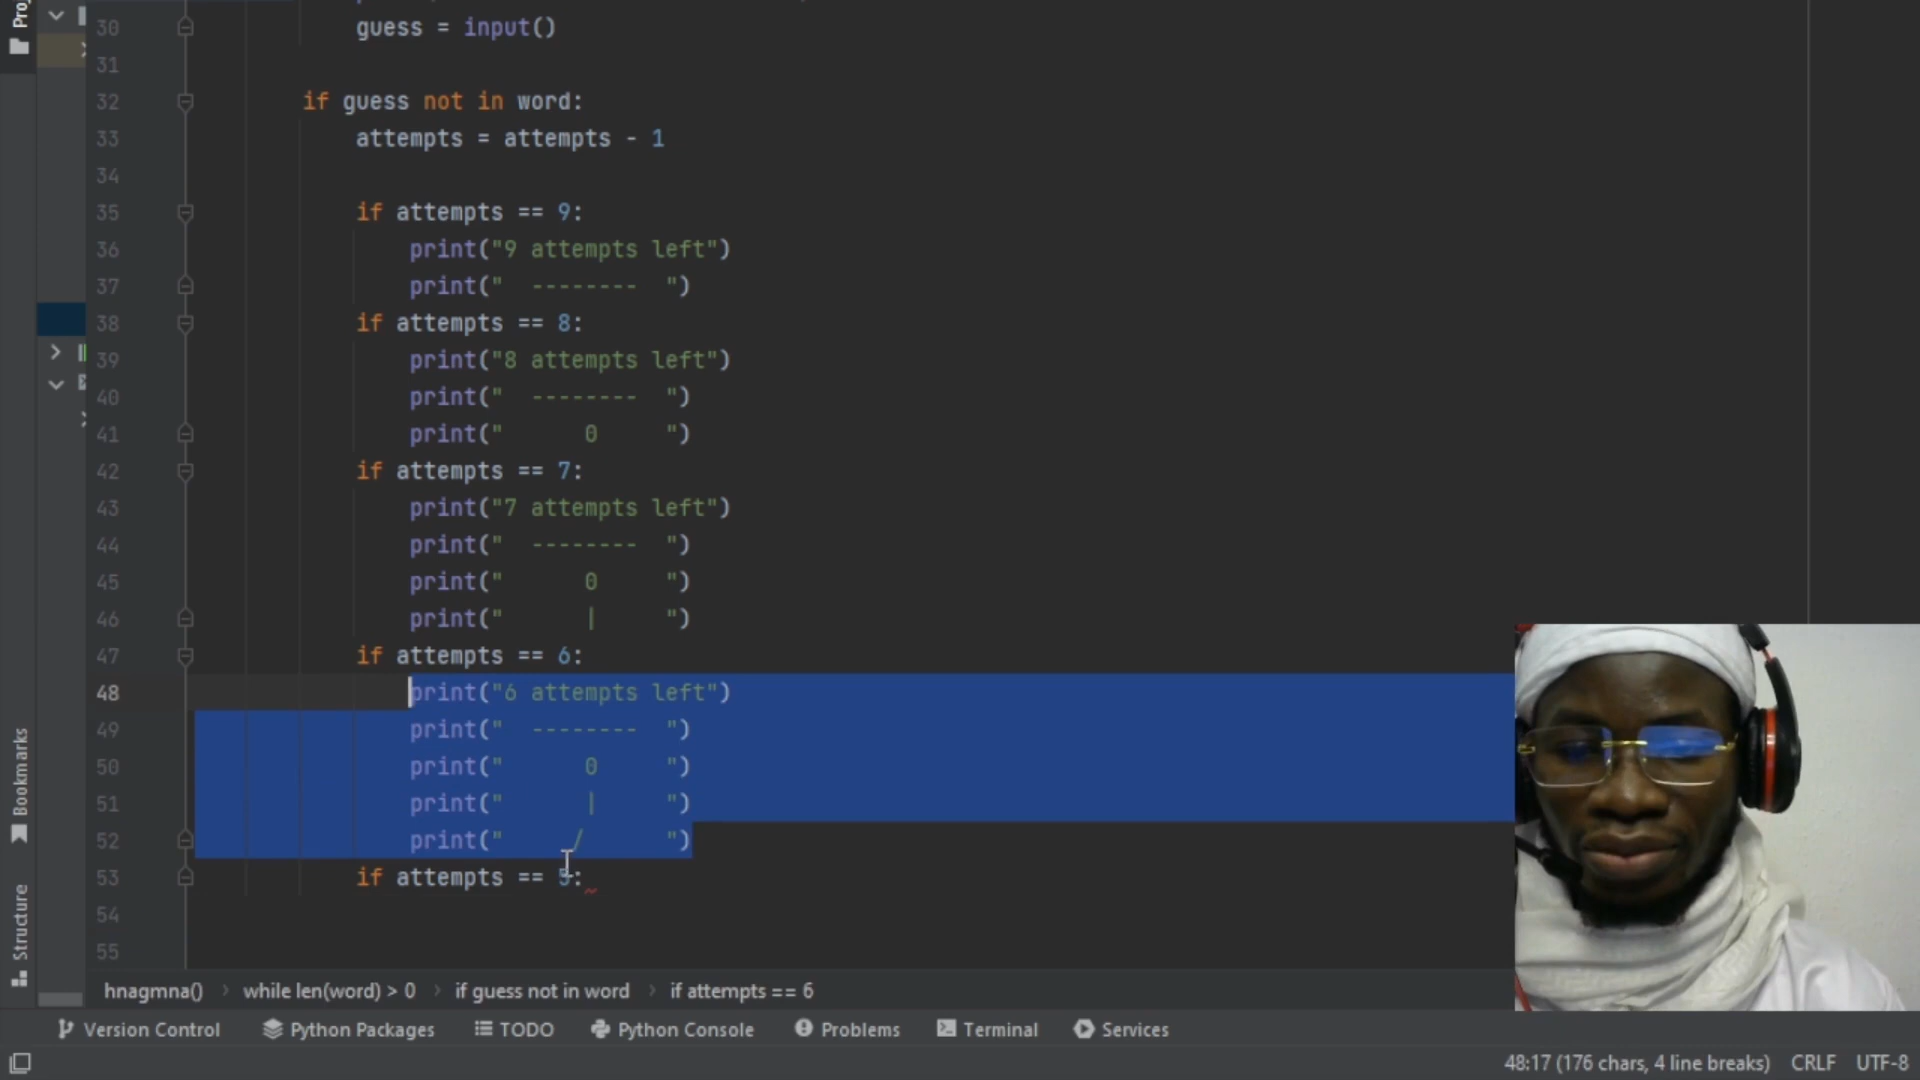 Proj
30 guess = input()
31
32 if guess not in word:
33 attempts = attempts - 1
34
35 if attempts == 9:
36 print("9 attempts left")
37 print("  --------  ")
38 if attempts == 8:
39 print("8 attempts left")
40 print("  --------  ")
41 print("      0     ")
42 if attempts == 7:
43 print("7 attempts left")
44 print("  --------  ")
45 print("      0     ")
46 print("      |     ")
47 if attempts == 6:
48 print("6 attempts left")
49 print("  --------  ")
50 print("      0     ")
51 print("      |     ")
52 print("     /      ")
53 if attempts == 5:
54
55
Bookmarks
Structure
hnagmna() › while len(word) > 0 › if guess not in word › if attempts == 6
Version Control Python Packages TODO Python Console Problems Terminal Services
48:17 (176 chars, 4 line breaks) CRLF UTF-8